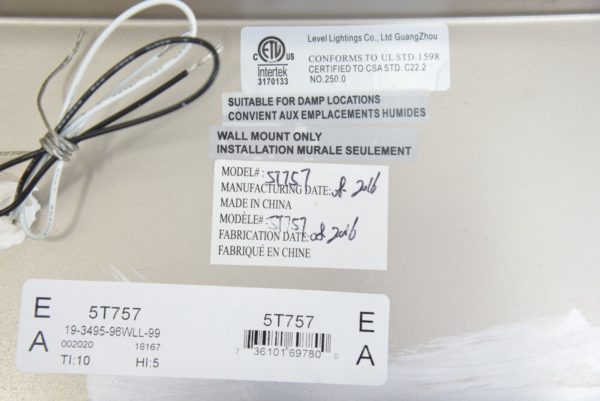 Level Lightings Co., Ltd GuangZhou
C ETL US
Intertek
3170133
CONFORMS TO UL STD. 1598
CERTIFIED TO CSA STD. C22.2
NO.250.0
SUITABLE FOR DAMP LOCATIONS
CONVIENT AUX EMPLACEMENTS HUMIDES
WALL MOUNT ONLY
INSTALLATION MURALE SEULEMENT
MODEL#: 5T757
MANUFACTURING DATE: 2016
MADE IN CHINA
MODÈLE#: 5T757
FABRICATION DATE: 2016
FABRIQUÉ EN CHINE
E A
5T757
19-3495-96WLL-99
002020 16167
TI:10 HI:5
5T757
7 36101 69780 0
E A